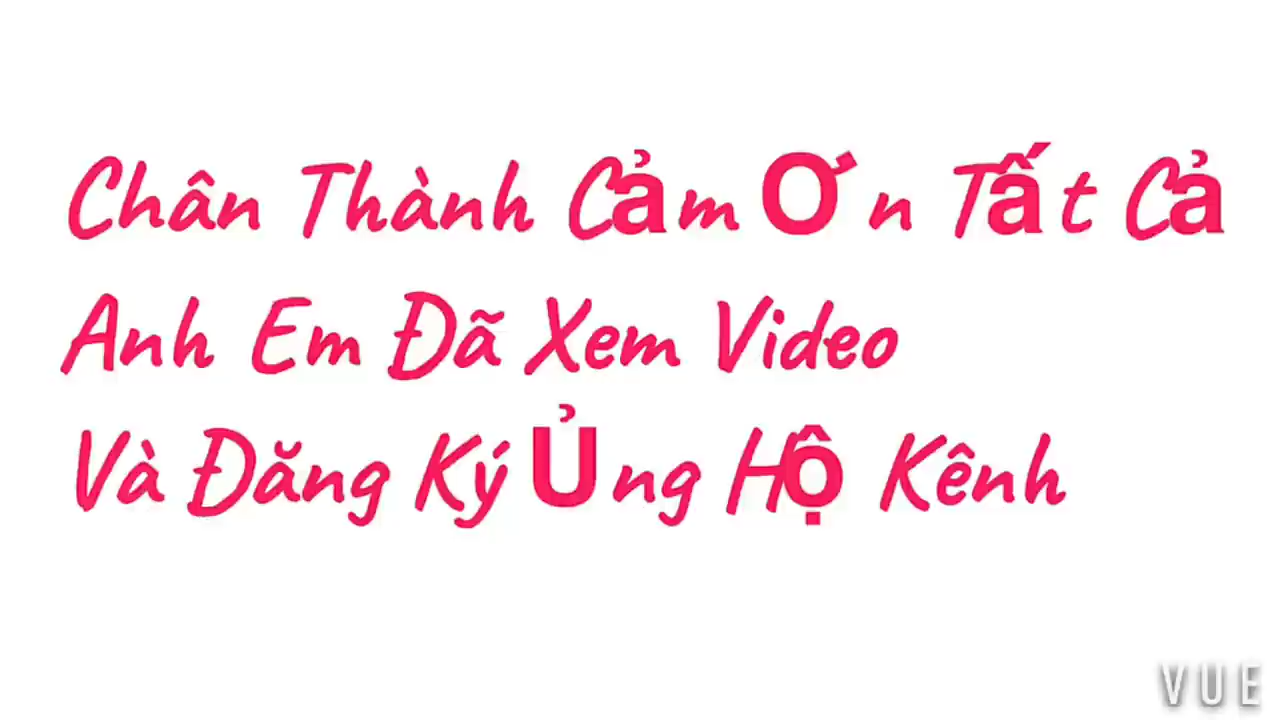 Chân Thành Cảm Ơn Tất Cả
Anh Em Đã Xem Video
Và Đăng Ký Ủng Hộ Kênh
VUE